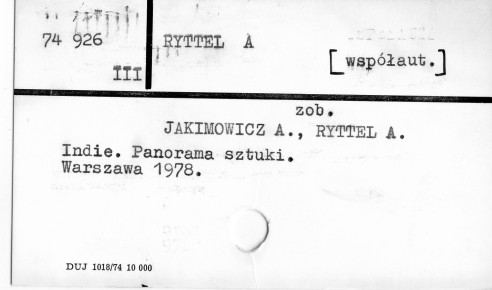 74 926
III
RYTTEL A
[współaut.]
zob.
JAKIMOWICZ A., RYTTEL A.
Indie. Panorama sztuki.
Warszawa 1978.
DUJ 1018/74 10 000